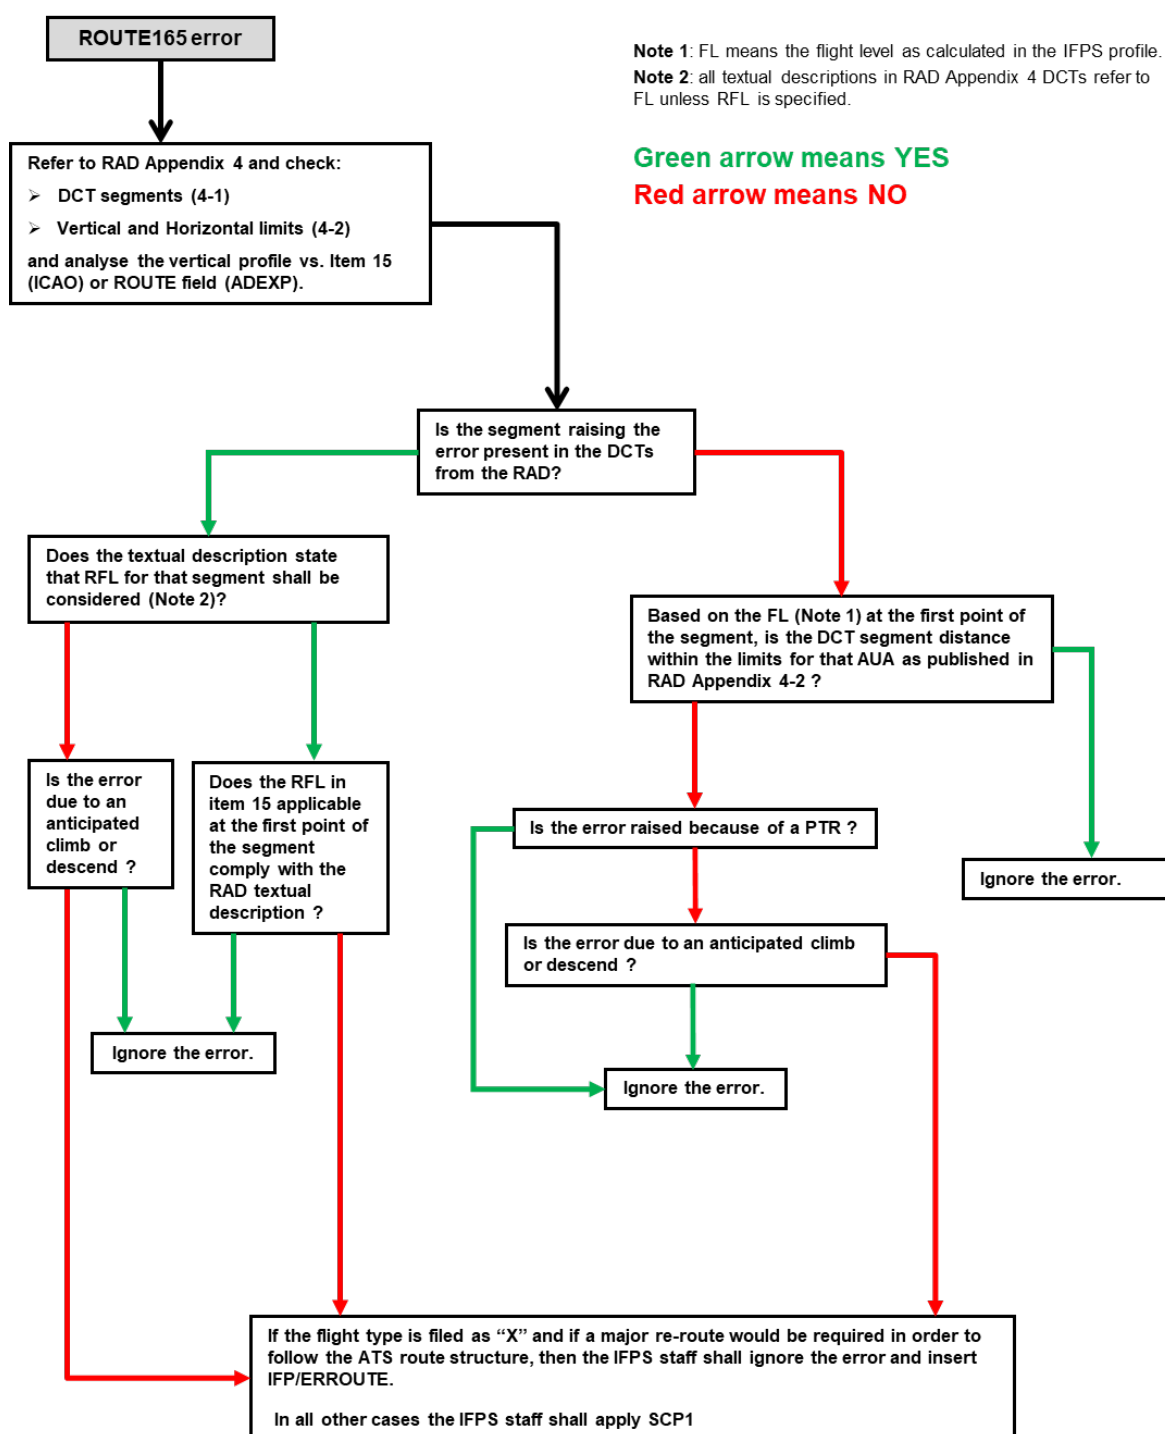 ROUTE165 error
Note 1: FL means the flight level as calculated in the IFPS profile.
Note 2: all textual descriptions in RAD Appendix 4 DCTs refer to
FL unless RFL is specified.
Green arrow means YES
Red arrow means NO
Refer to RAD Appendix 4 and check:
➢ DCT segments (4-1)
➢ Vertical and Horizontal limits (4-2)
and analyse the vertical profile vs. Item 15
(ICAO) or ROUTE field (ADEXP).
Is the segment raising the
error present in the DCTs
from the RAD?
Does the textual description state
that RFL for that segment shall be
considered (Note 2)?
Based on the FL (Note 1) at the first point of
the segment, is the DCT segment distance
within the limits for that AUA as published in
RAD Appendix 4-2 ?
Is the error
due to an
anticipated
climb or
descend ?
Does the RFL in
item 15 applicable
at the first point of
the segment
comply with the
RAD textual
description ?
Is the error raised because of a PTR ?
Ignore the error.
Is the error due to an anticipated climb
or descend ?
Ignore the error.
Ignore the error.
If the flight type is filed as “X” and if a major re-route would be required in order to
follow the ATS route structure, then the IFPS staff shall ignore the error and insert
IFP/ERROUTE.
In all other cases the IFPS staff shall apply SCP1